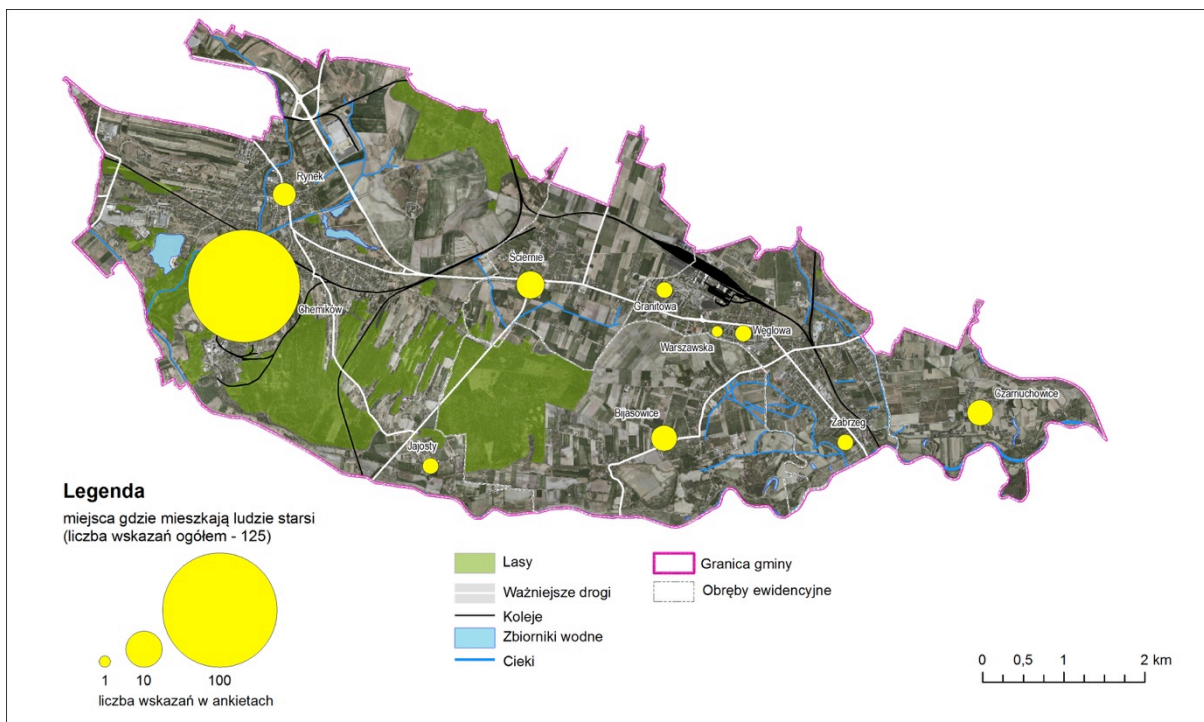 Rynek
Ściernie
Chemików
Granitowa
Węglowa
Warszawska
Czarnuchowice
Bijasowice
Zabrzeg
Jajosty
Legenda
miejsca gdzie mieszkają ludzie starsi
(liczba wskazań ogółem - 125)
1 10 100
liczba wskazań w ankietach
Lasy
Ważniejsze drogi
Koleje
Zbiorniki wodne
Cieki
Granica gminy
Obręby ewidencyjne
0 0,5 1 2 km